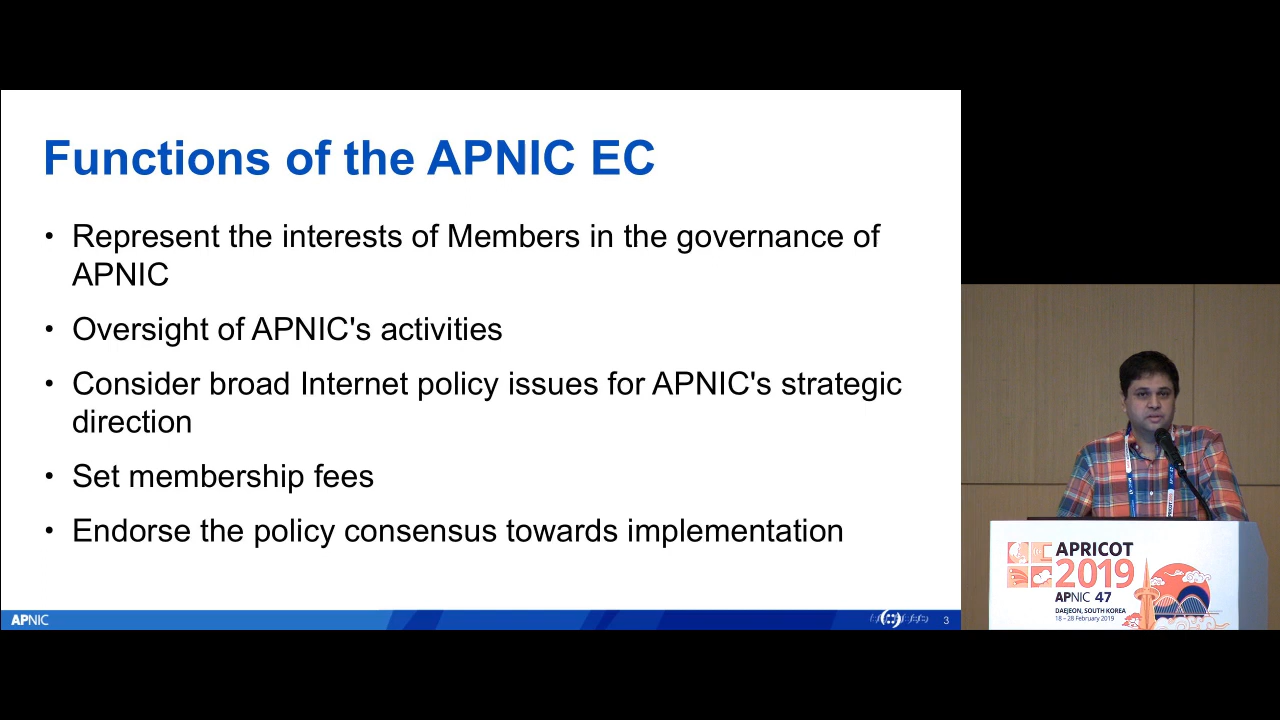 Functions of the APNIC EC
• Represent the interests of Members in the governance of
APNIC
• Oversight of APNIC's activities
• Consider broad Internet policy issues for APNIC's strategic
direction
• Set membership fees
• Endorse the policy consensus towards implementation
APNIC
3
APRICOT
2019
APNIC 47
DAEJEON, SOUTH KOREA
18 – 28 February 2019